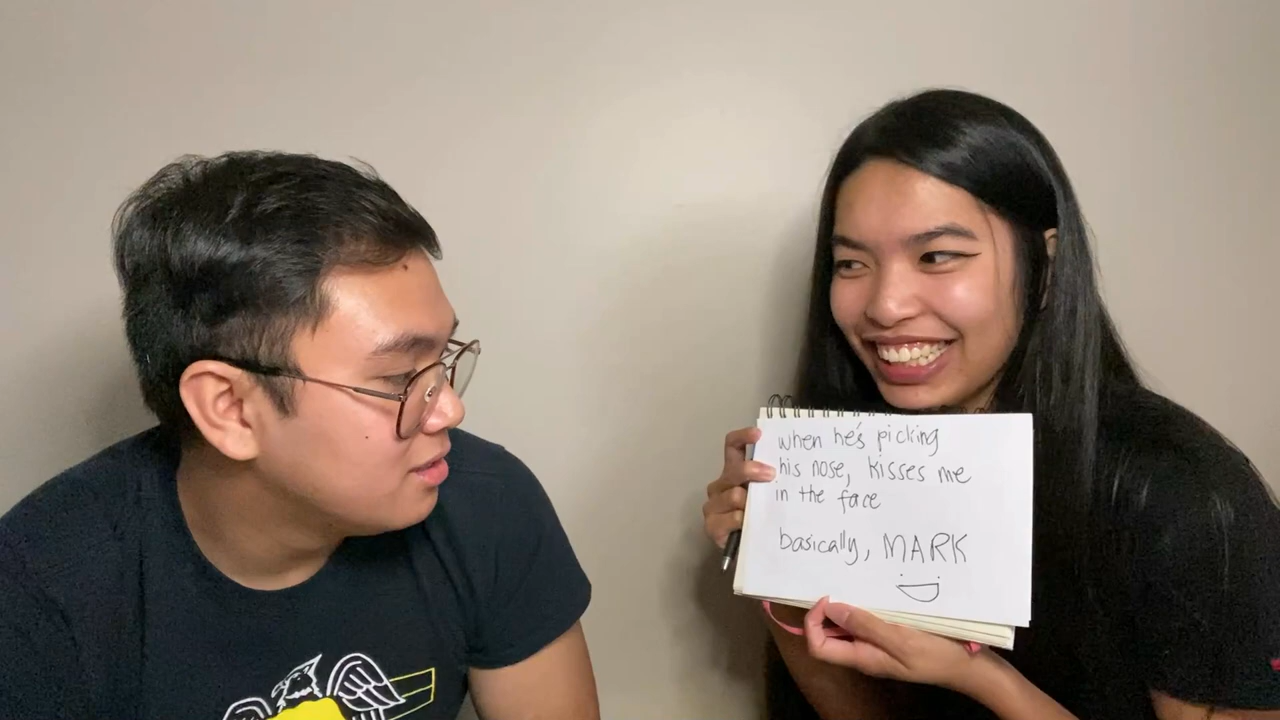 when he's picking
his nose, kisses me
in the face
basically, MARK